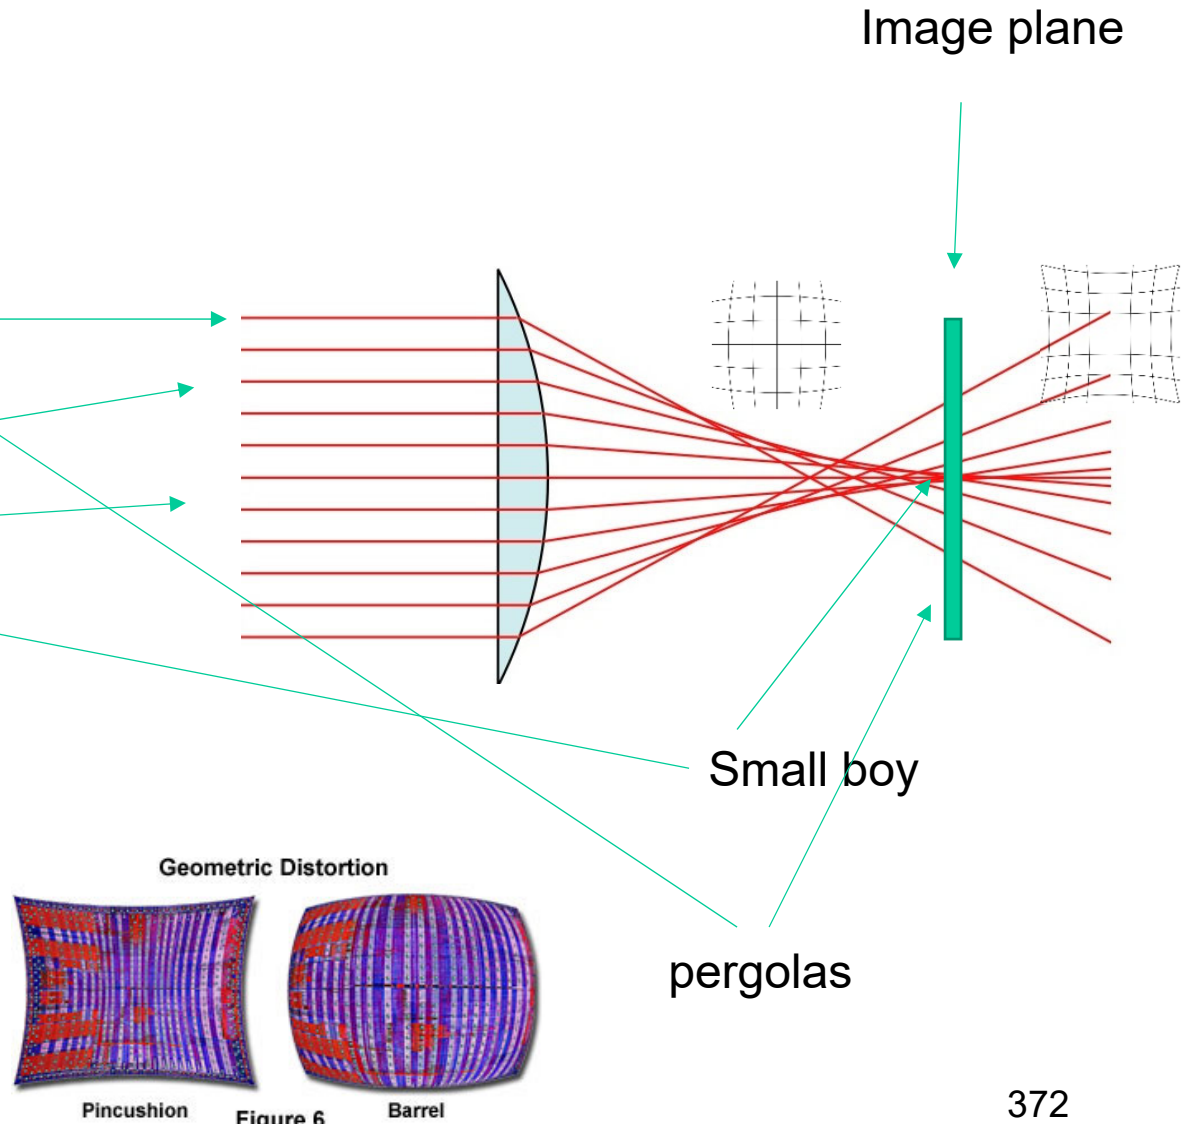 Image plane
Small boy
pergolas
Geometric Distortion
Pincushion
Figure 6
Barrel
372